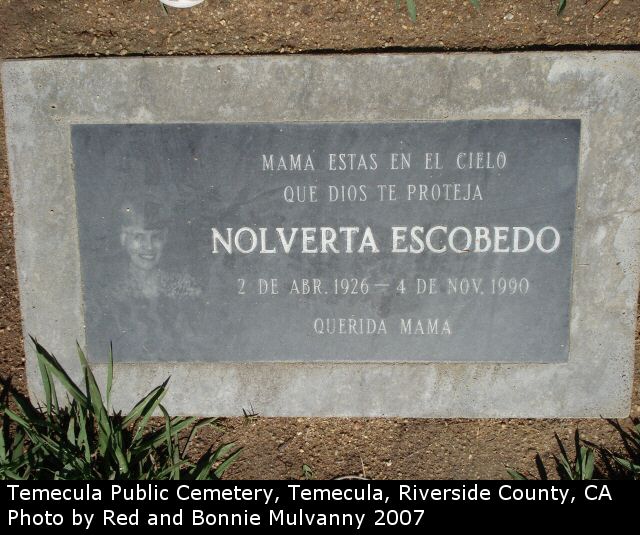 MAMÁ ESTAS EN EL CIELO
QUE DIOS TE PROTEJA
NOLVERTA ESCOBEDO
2 DE ABR. 1926 — 4 DE NOV. 1990
QUERIDA MAMA
Temecula Public Cemetery, Temecula, Riverside County, CA
Photo by Red and Bonnie Mulvanny 2007